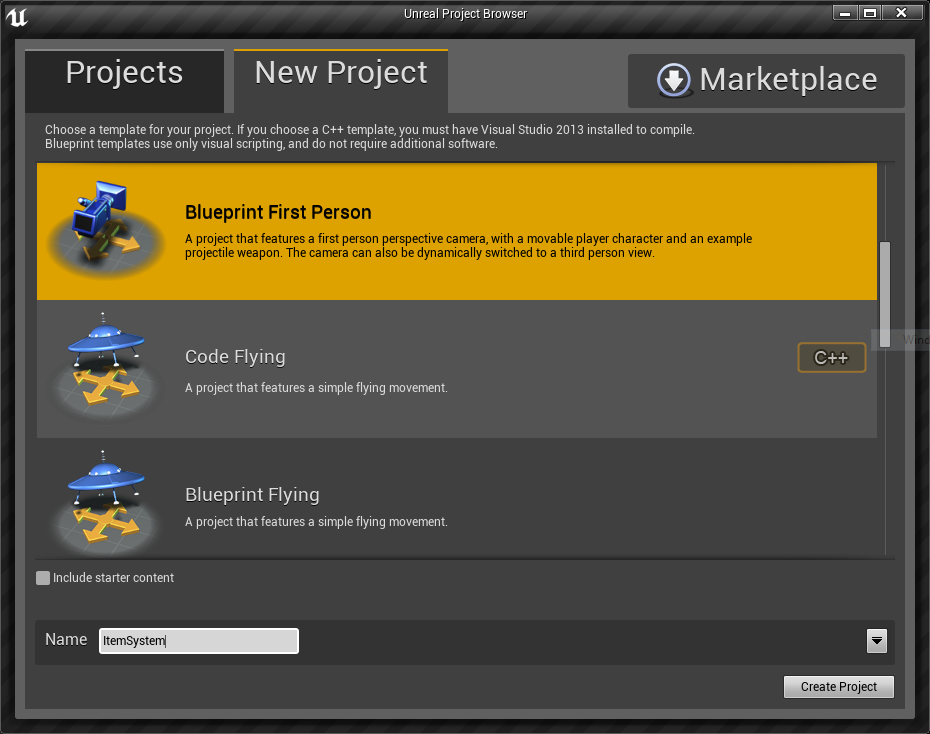 Unreal Project Browser
Projects
New Project
Marketplace
Choose a template for your project. If you choose a C++ template, you must have Visual Studio 2013 installed to compile.
Blueprint templates use only visual scripting, and do not require additional software.
Blueprint First Person
A project that features a first person perspective camera, with a movable player character and an example
projectile weapon. The camera can also be dynamically switched to a third person view.
Code Flying
C++
A project that features a simple flying movement.
Blueprint Flying
A project that features a simple flying movement.
Include starter content
Name
ItemSystem
Create Project